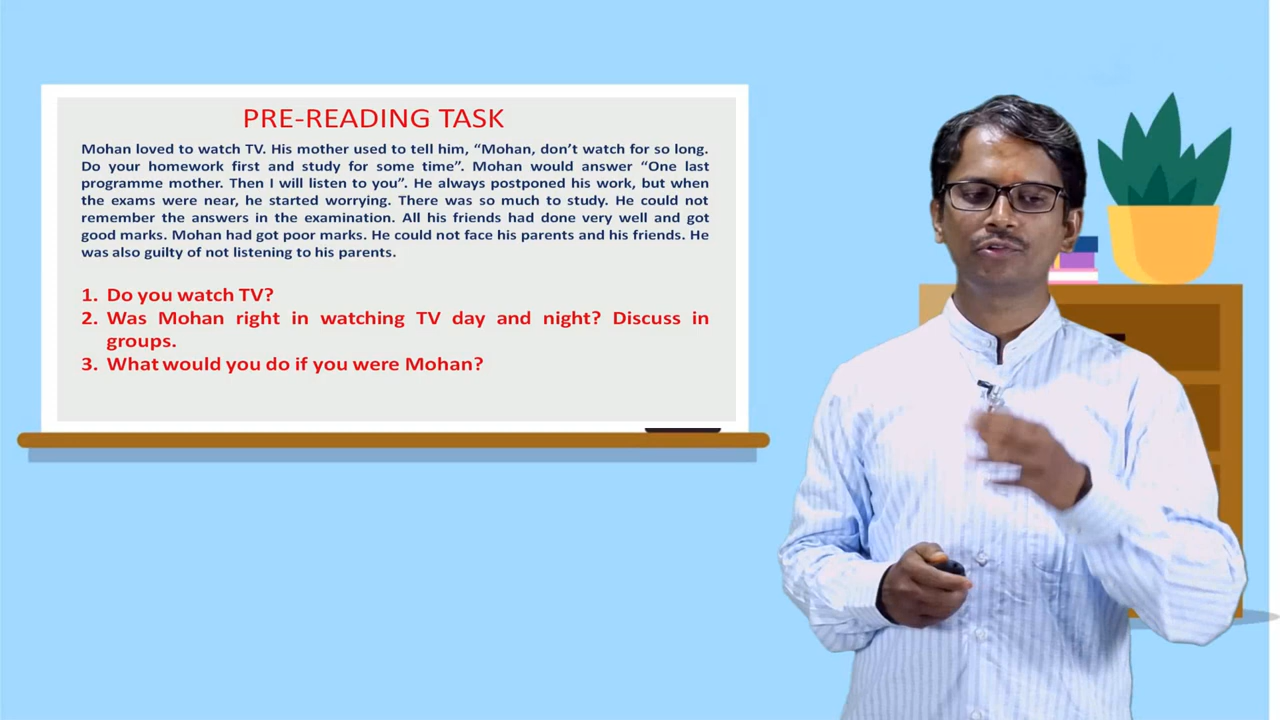 PRE-READING TASK
Mohan loved to watch TV. His mother used to tell him, “Mohan, don’t watch for so long.
Do your homework first and study for some time”. Mohan would answer “One last
programme mother. Then I will listen to you”. He always postponed his work, but when
the exams were near, he started worrying. There was so much to study. He could not
remember the answers in the examination. All his friends had done very well and got
good marks. Mohan had got poor marks. He could not face his parents and his friends. He
was also guilty of not listening to his parents.
1. Do you watch TV?
2. Was Mohan right in watching TV day and night? Discuss in
groups.
3. What would you do if you were Mohan?